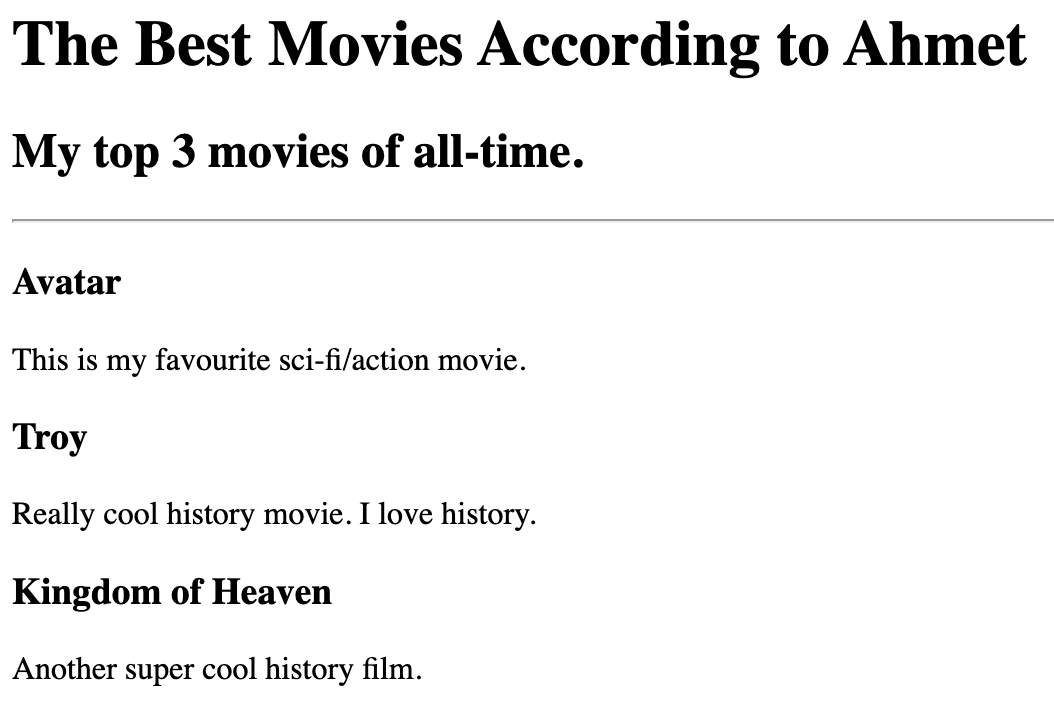 The Best Movies According to Ahmet
My top 3 movies of all-time.
Avatar
This is my favourite sci-fi/action movie.
Troy
Really cool history movie. I love history.
Kingdom of Heaven
Another super cool history film.